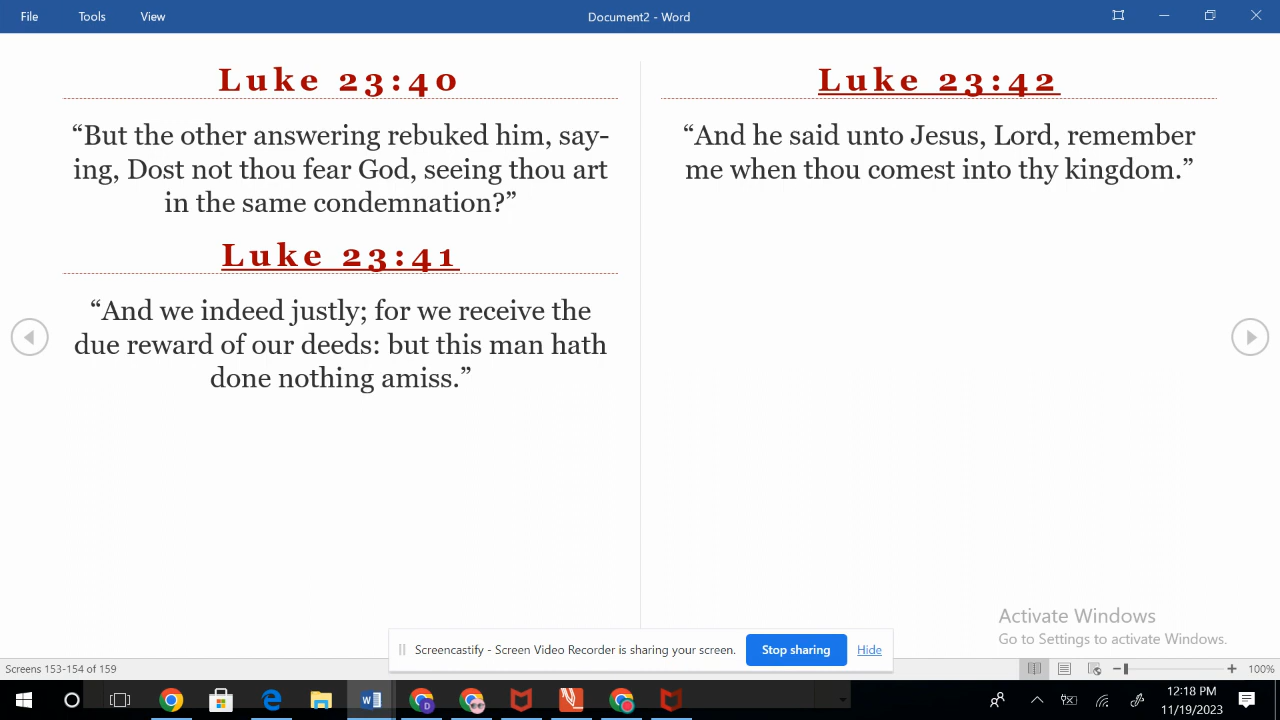 File Tools View Document2 - Word
Luke 23:40
“But the other answering rebuked him, say-
ing, Dost not thou fear God, seeing thou art
in the same condemnation?”
Luke 23:41
“And we indeed justly; for we receive the
due reward of our deeds: but this man hath
done nothing amiss.”
Luke 23:42
“And he said unto Jesus, Lord, remember
me when thou comest into thy kingdom.”
Activate Windows
Go to Settings to activate Windows.
Screencastify - Screen Video Recorder is sharing your screen. Stop sharing Hide
Screens 153-154 of 159 100%
12:18 PM
11/19/2023